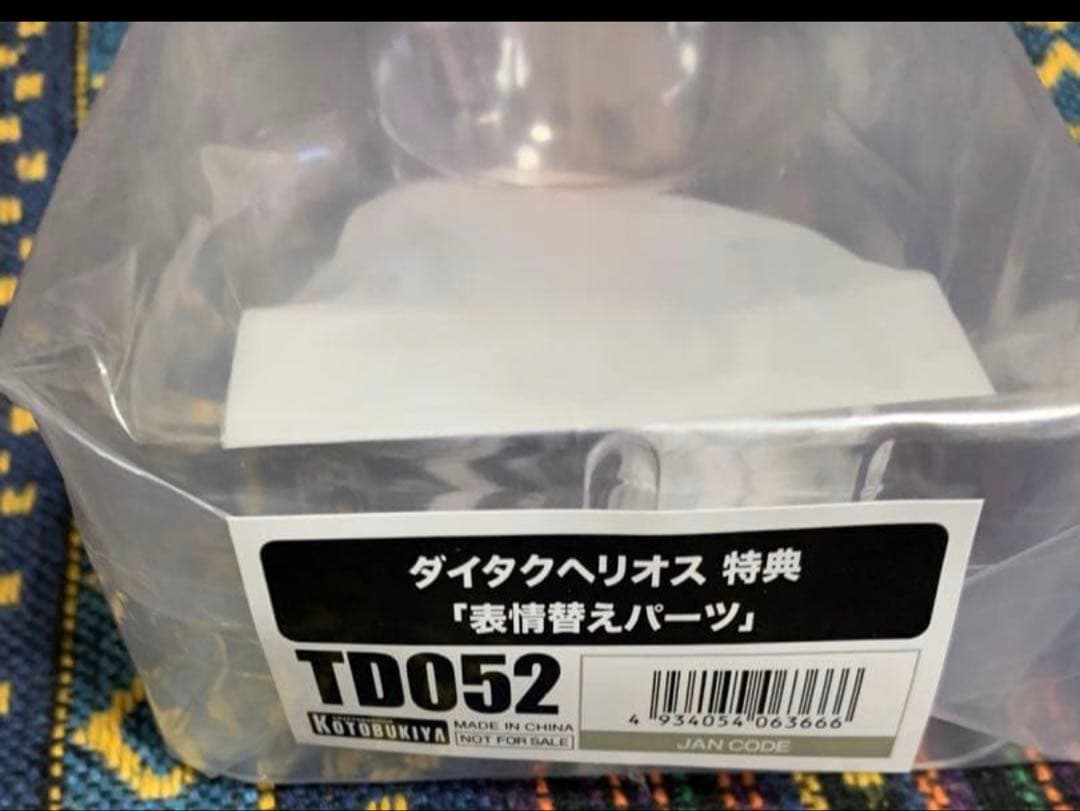 ダイタクヘリオス 特典
「表情替えパーツ」
TD052
KOTOBUKIYA
MADE IN CHINA
NOT FOR SALE
4 934054 063666
JAN CODE